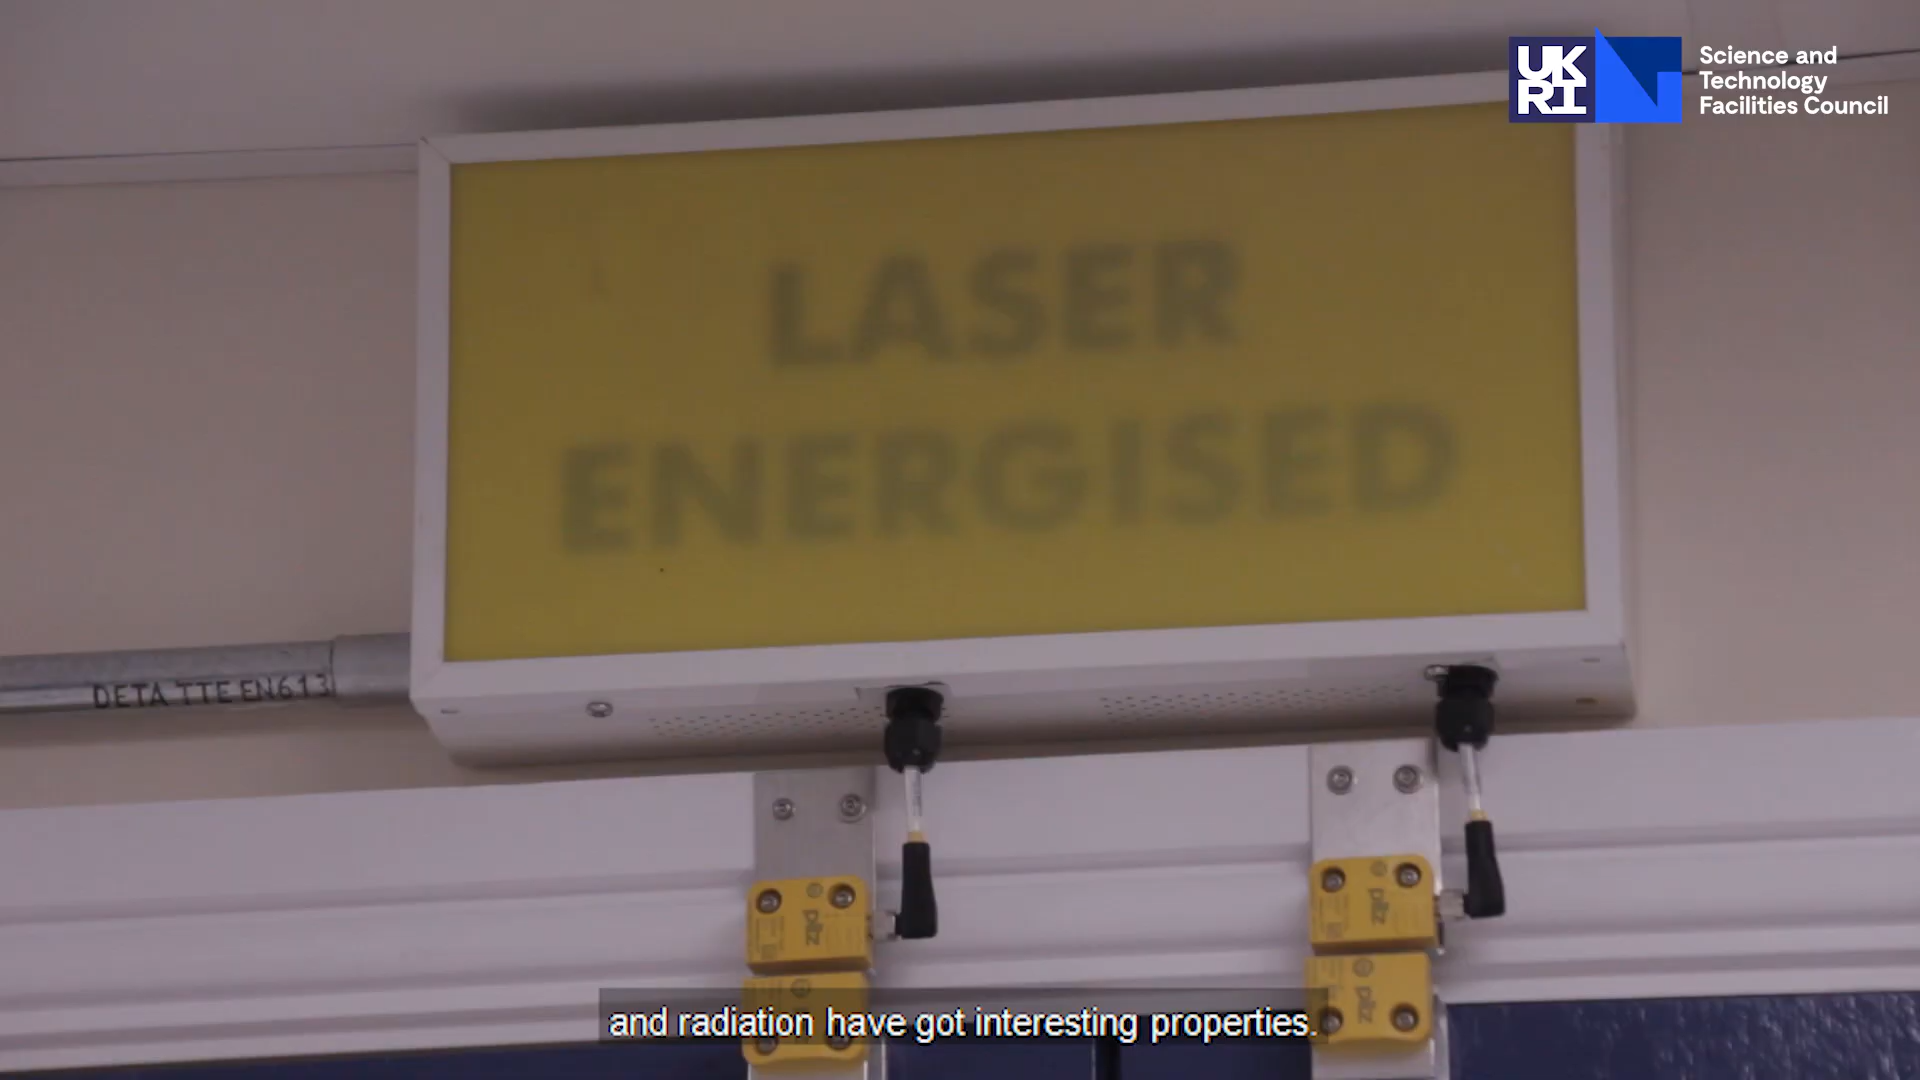 UK
RI
Science and
Technology
Facilities Council
LASER
ENERGISED
DETA TTE EN613
pilz
pilz
pilz
and radiation have got interesting properties.